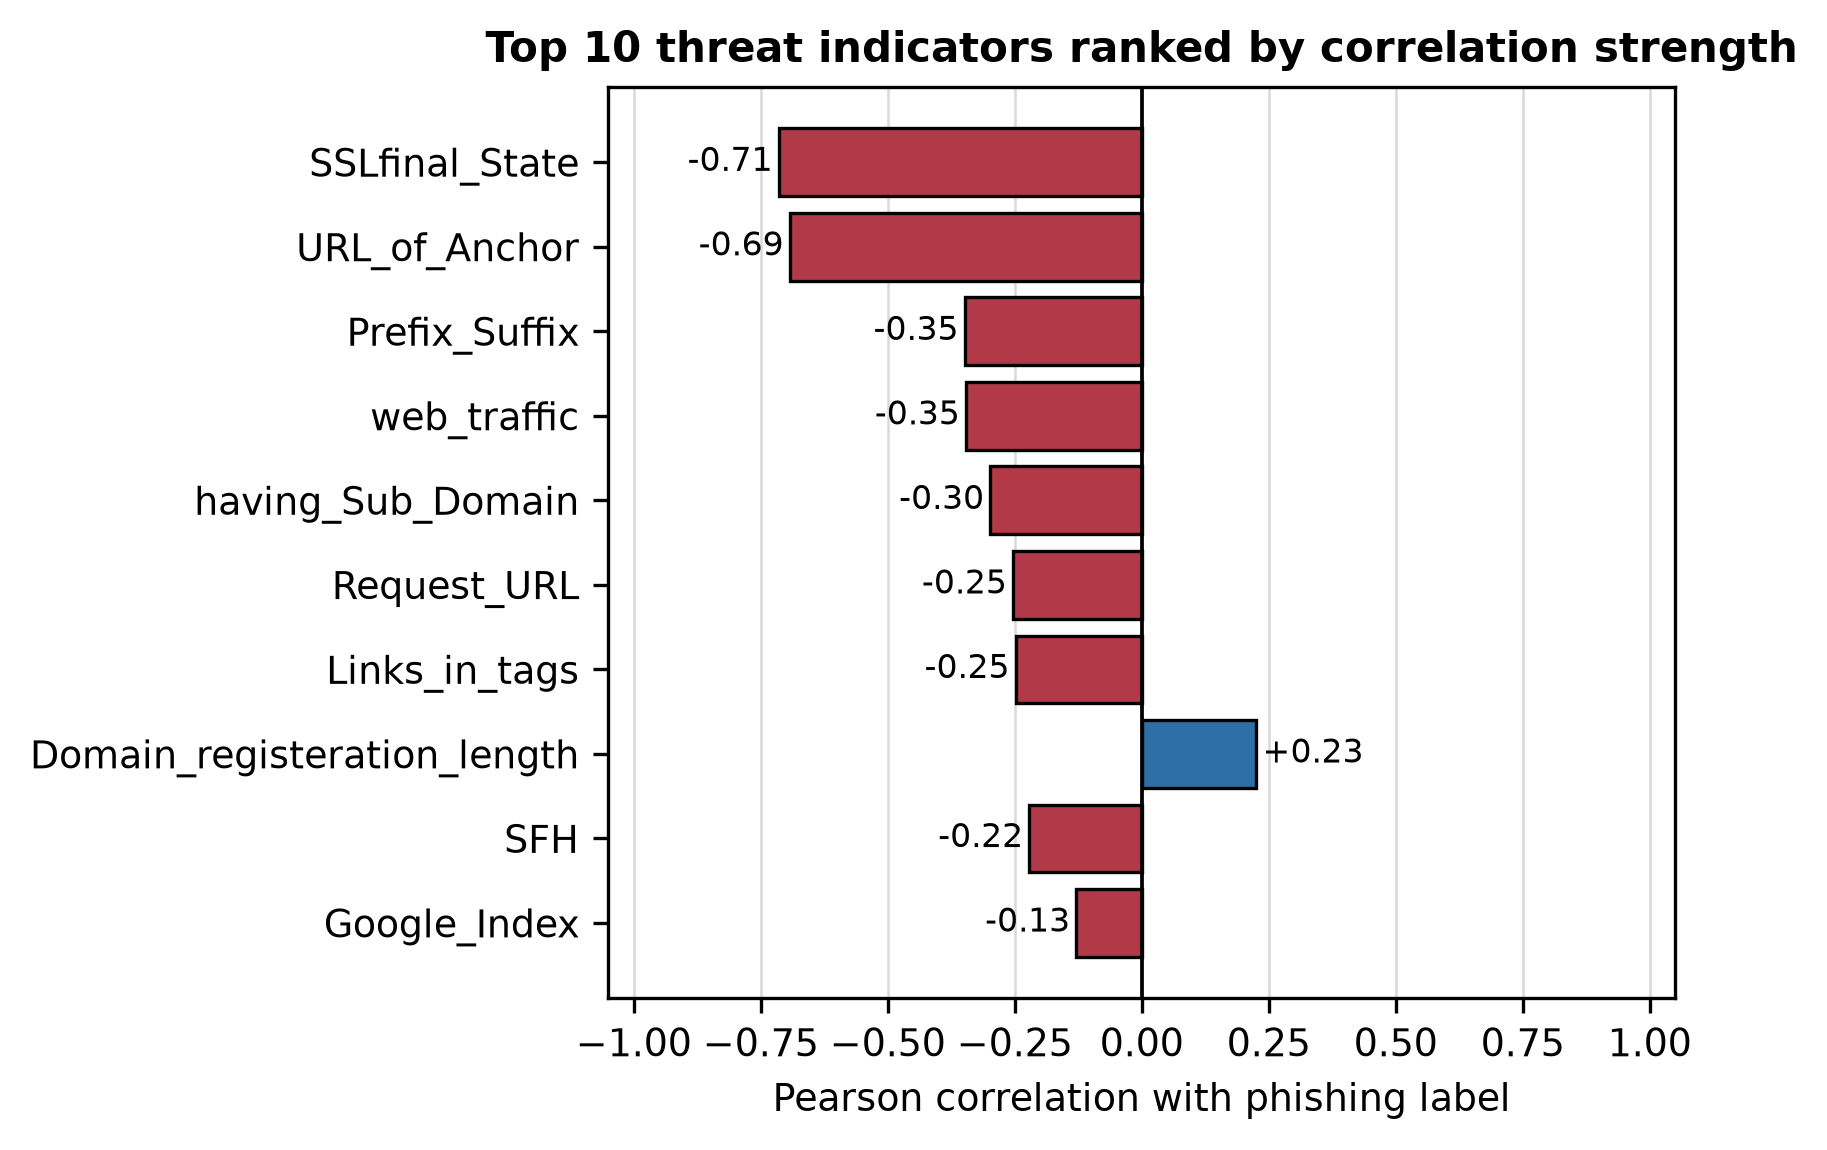 Top 10 threat indicators ranked by correlation strength
SSLfinal_State
-0.71
URL_of_Anchor
-0.69
Prefix_Suffix
-0.35
web_traffic
-0.35
having_Sub_Domain
-0.30
Request_URL
-0.25
Links_in_tags
-0.25
Domain_registeration_length
+0.23
SFH
-0.22
Google_Index
-0.13
−1.00 −0.75 −0.50 −0.25 0.00 0.25 0.50 0.75 1.00
Pearson correlation with phishing label